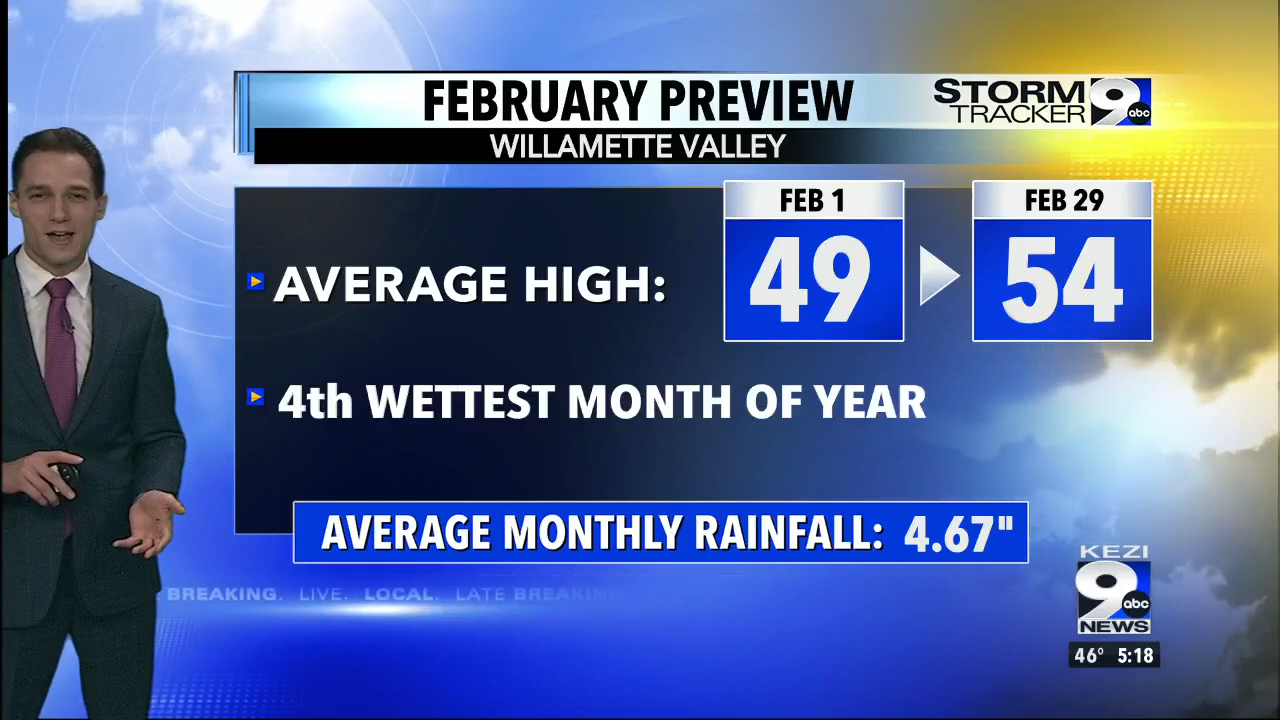 FEBRUARY PREVIEW
STORM
TRACKER
9
abc
WILLAMETTE VALLEY
FEB 1
FEB 29
AVERAGE HIGH:
49
54
4th WETTEST MONTH OF YEAR
AVERAGE MONTHLY RAINFALL: 4.67"
KEZI
9
abc
NEWS
BREAKING. LIVE. LOCAL. LATE BREAKING
46° 5:18